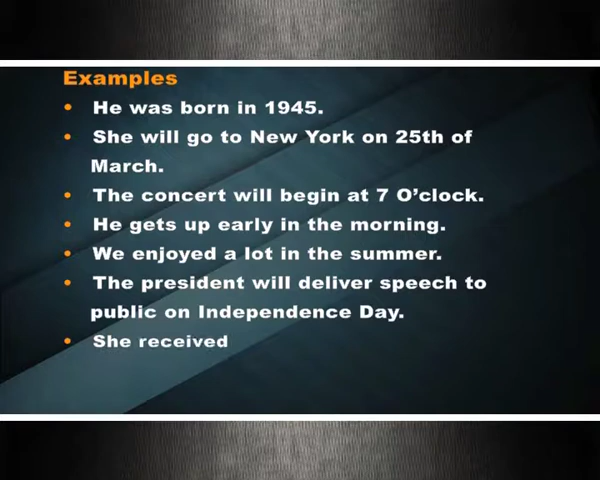 Examples
• He was born in 1945.
• She will go to New York on 25th of
March.
• The concert will begin at 7 O'clock.
• He gets up early in the morning.
• We enjoyed a lot in the summer.
• The president will deliver speech to
public on Independence Day.
• She received